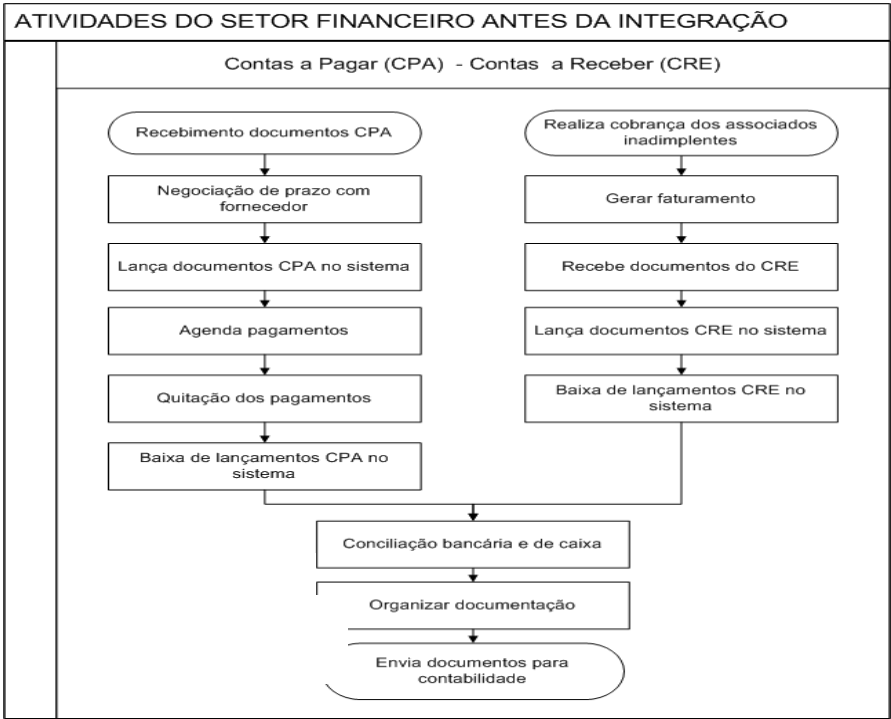 ATIVIDADES DO SETOR FINANCEIRO ANTES DA INTEGRAÇÃO
Contas a Pagar (CPA) - Contas a Receber (CRE)
Recebimento documentos CPA
Negociação de prazo com
fornecedor
Lança documentos CPA no sistema
Agenda pagamentos
Quitação dos pagamentos
Baixa de lançamentos CPA no
sistema
Realiza cobrança dos associados
inadimplentes
Gerar faturamento
Recebe documentos do CRE
Lança documentos CRE no sistema
Baixa de lançamentos CRE no
sistema
Conciliação bancária e de caixa
Organizar documentação
Envia documentos para
contabilidade